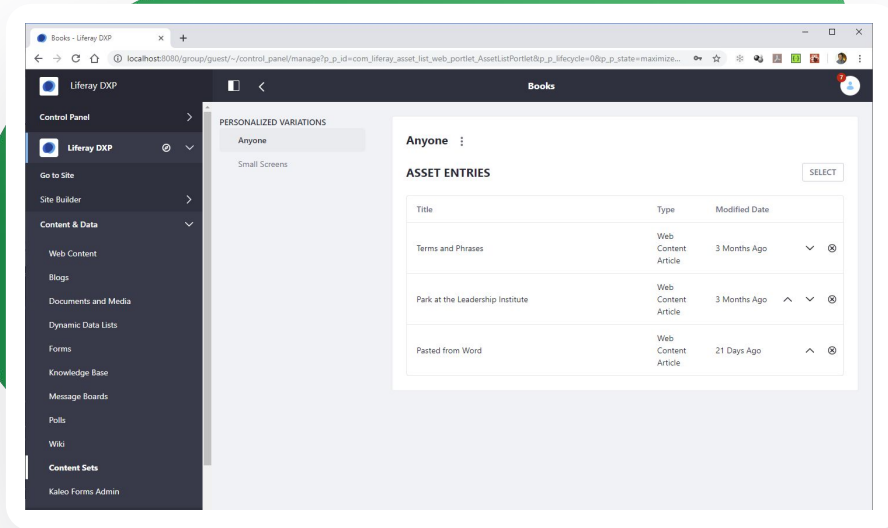 Books - Liferay DXP
localhost:8080/group/guest/~/control_panel/manage?p_p_id=com_liferay_asset_list_web_portlet_AssetListPortlet&p_p_lifecycle=0&p_p_state=maximize...
Liferay DXP
Books
7
Control Panel
Liferay DXP
Go to Site
Site Builder
Content & Data
Web Content
Blogs
Documents and Media
Dynamic Data Lists
Forms
Knowledge Base
Message Boards
Polls
Wiki
Content Sets
Kaleo Forms Admin
PERSONALIZED VARIATIONS
Anyone
Small Screens
Anyone
ASSET ENTRIES
SELECT
Title Type Modified Date
Terms and Phrases Web Content Article 3 Months Ago
Park at the Leadership Institute Web Content Article 3 Months Ago
Pasted from Word Web Content Article 21 Days Ago